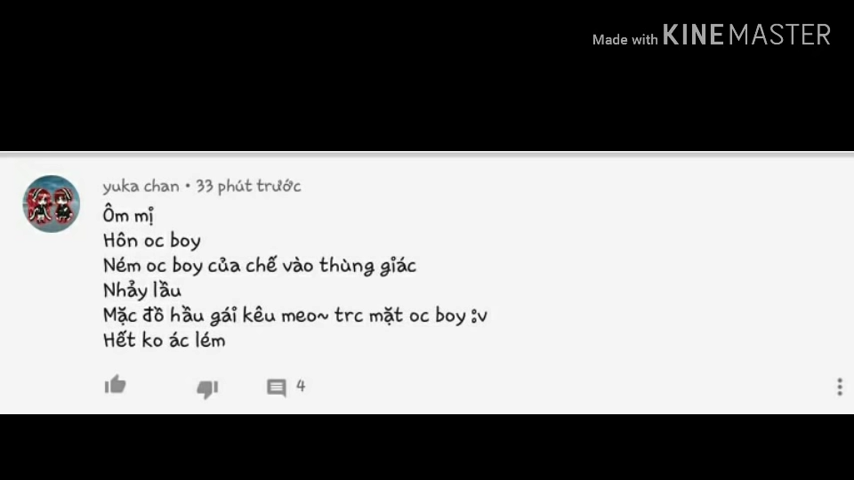 Made with KINEMASTER
yuka chan • 33 phút trước
Ôm mị
Hôn oc boy
Ném oc boy của chế vào thùng giác
Nhảy lầu
Mặc đồ hầu gái kêu meo~ trc mặt oc boy :v
Hết ko ác lém
4